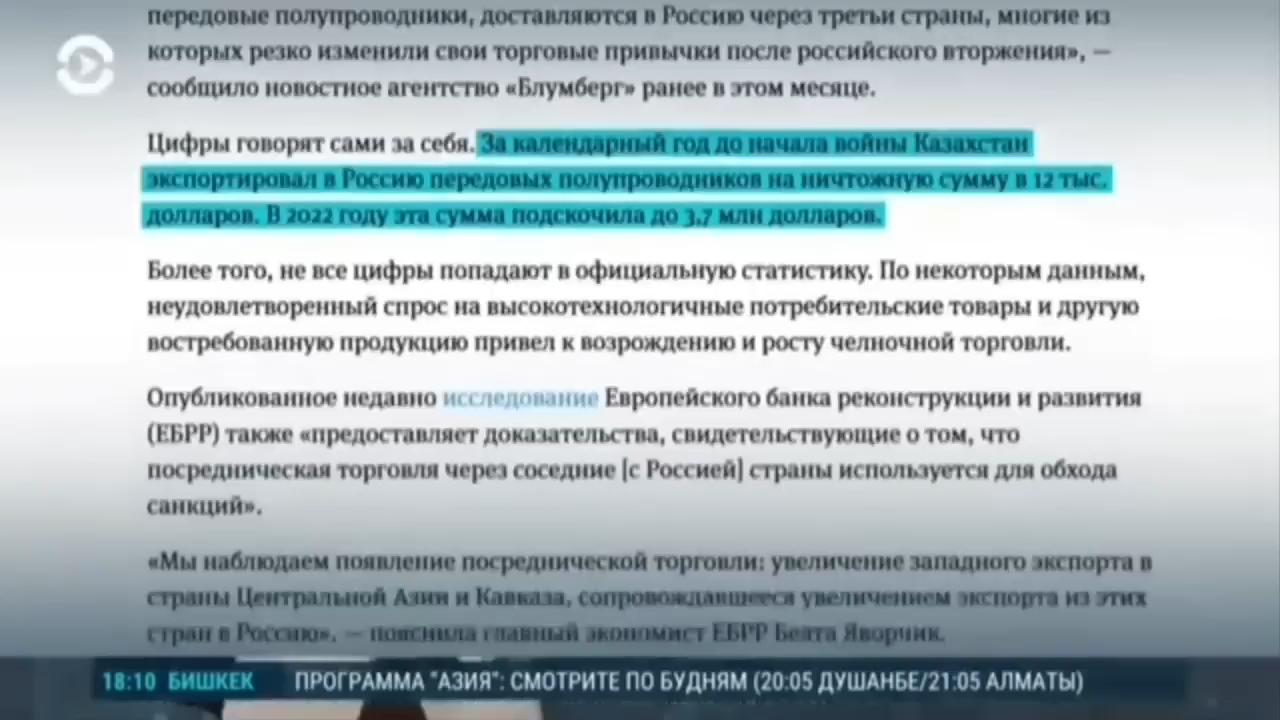 передовые полупроводники, доставляются в Россию через третьи страны, многие из
которых резко изменили свои торговые привычки после российского вторжения», —
сообщило новостное агентство «Блумберг» ранее в этом месяце.
Цифры говорят сами за себя. За календарный год до начала войны Казахстан
экспортировал в Россию передовых полупроводников на ничтожную сумму в 12 тыс.
долларов. В 2022 году эта сумма подскочила до 3,7 млн долларов.
Более того, не все цифры попадают в официальную статистику. По некоторым данным,
неудовлетворенный спрос на высокотехнологичные потребительские товары и другую
востребованную продукцию привел к возрождению и росту челночной торговли.
Опубликованное недавно исследование Европейского банка реконструкции и развития
(ЕБРР) также «предоставляет доказательства, свидетельствующие о том, что
посредническая торговля через соседние [с Россией] страны используется для обхода
санкций».
«Мы наблюдаем появление посреднической торговли: увеличение западного экспорта в
страны Центральной Азии и Кавказа, сопровождавшееся увеличением экспорта из этих
стран в Россию», — пояснила главный экономист ЕБРР Беата Яворчик.
18:10 БИШКЕК ПРОГРАММА "АЗИЯ": СМОТРИТЕ ПО БУДНЯМ (20:05 ДУШАНБЕ/21:05 АЛМАТЫ)